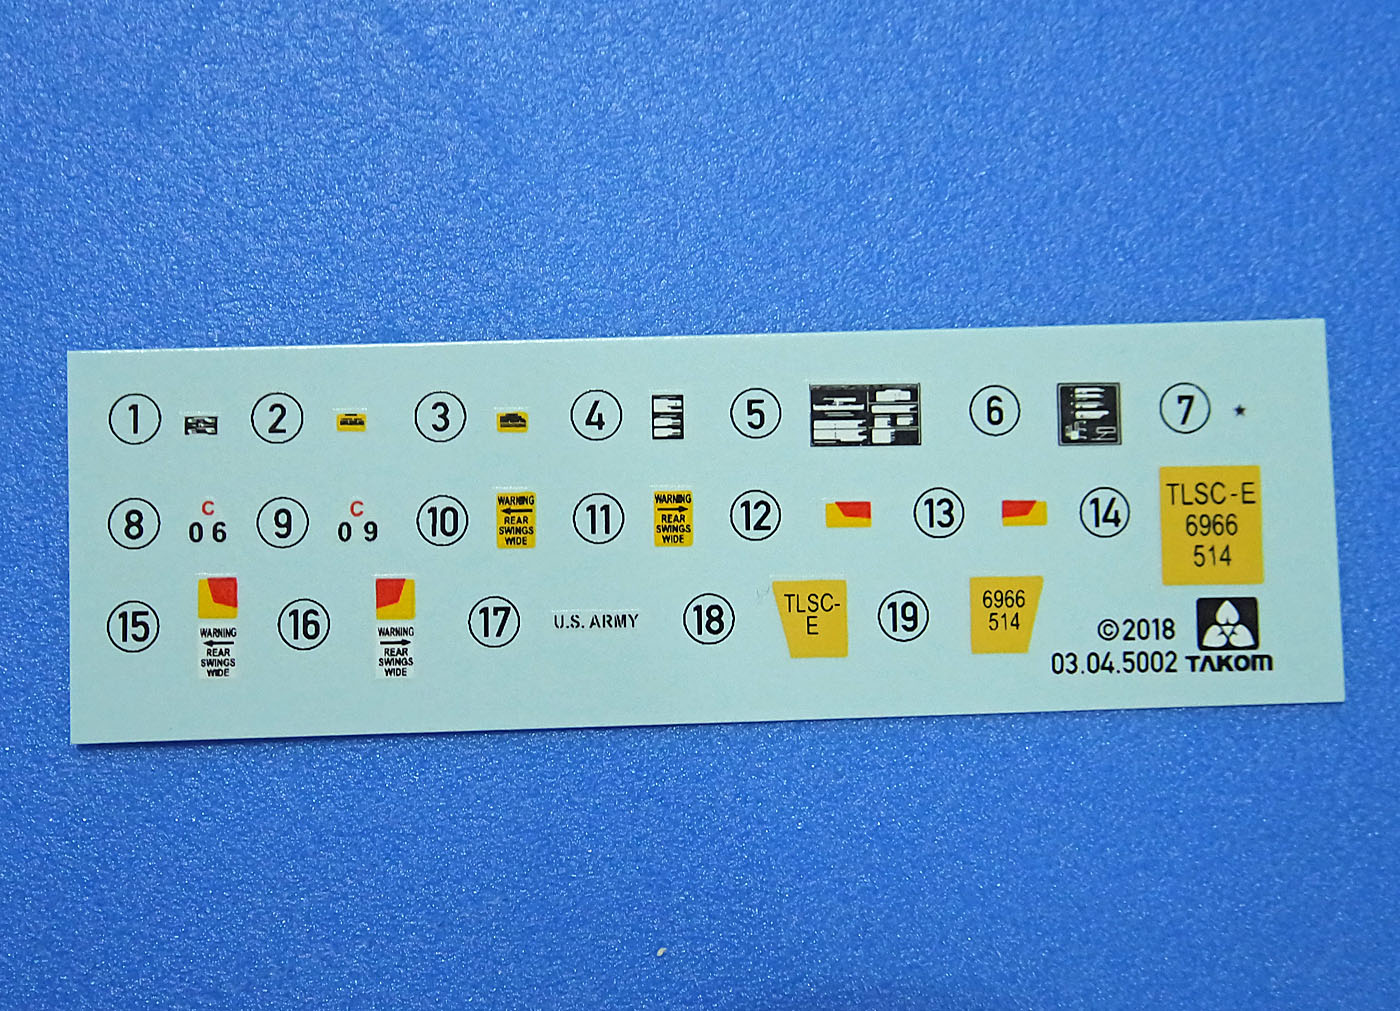 1 2 3 4 5 6 7
8 C 06 9 C 09 10 WARNING 11 WARNING 12 13 14 TLSC-E
REAR REAR 6966
SWINGS SWINGS 514
WIDE WIDE
15 16 17 U.S. ARMY 18 TLSC- 19 6966
E 514
WARNING WARNING ©2018
REAR REAR 03.04.5002 TAKOM
SWINGS SWINGS
WIDE WIDE